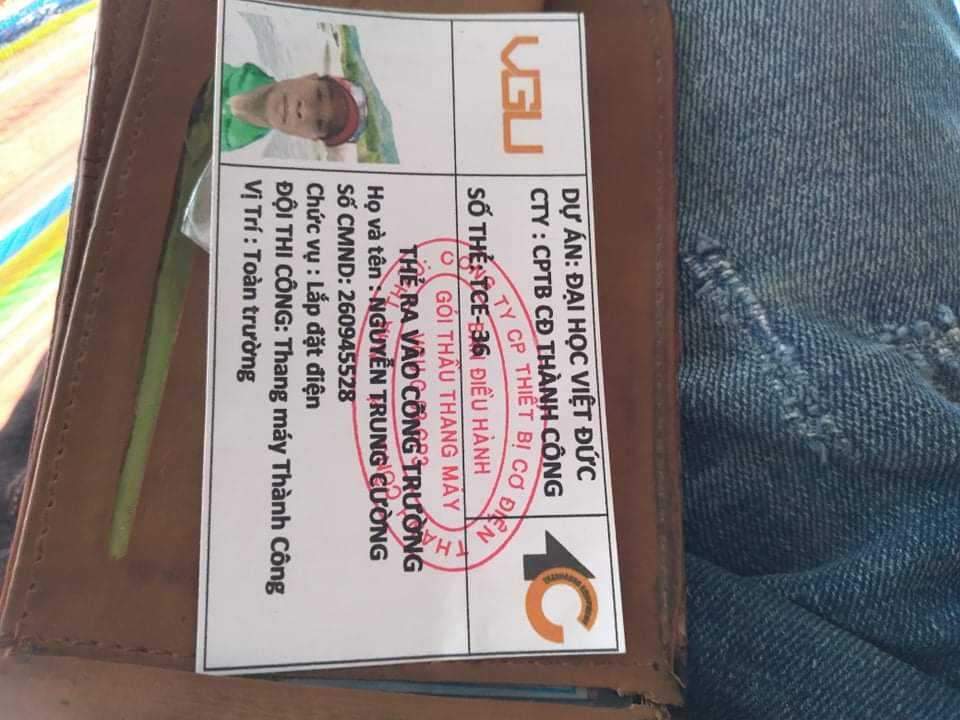 VGU
DỰ ÁN: ĐẠI HỌC VIỆT ĐỨC
CTY : CPTB CĐ THÀNH CÔNG
SỐ THẺ: TCE-36
THẺ RA VÀO CÔNG TRƯỜNG
Họ và tên : NGUYỄN TRUNG CƯỜNG
Số CMND: 260945528
Chức vụ : Lắp đặt điện
ĐỘI THI CÔNG: Thang máy Thành Công
Vị Trí : Toàn trường
CÔNG TY CP THIẾT BỊ CƠ ĐIỆN
BAN ĐIỀU HÀNH
GÓI THẦU THANG MÁY